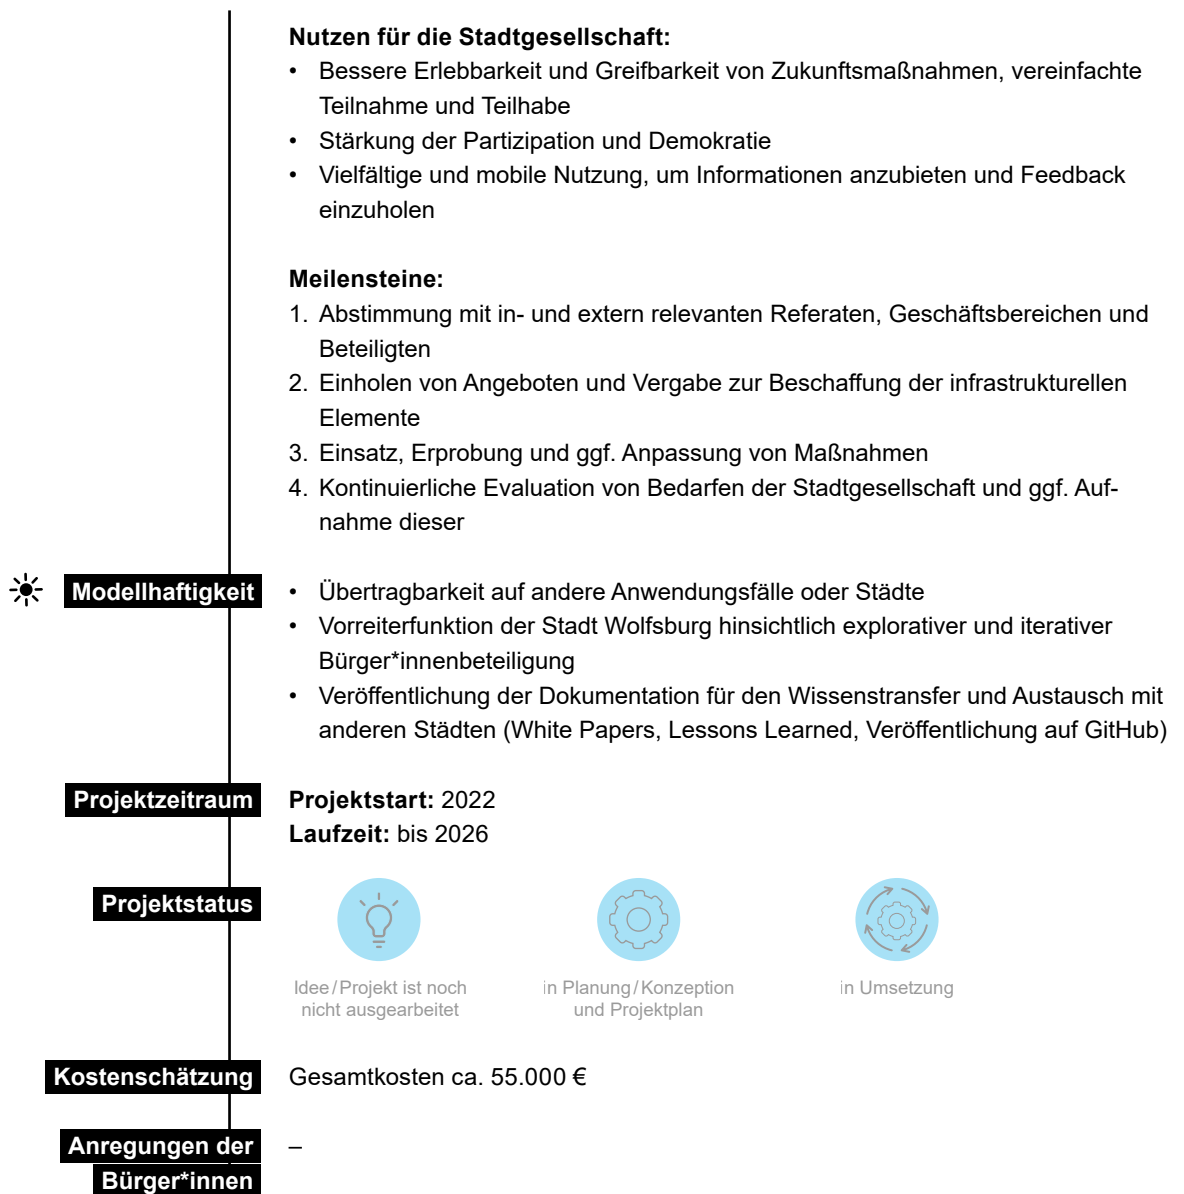 Nutzen für die Stadtgesellschaft:
• Bessere Erlebbarkeit und Greifbarkeit von Zukunftsmaßnahmen, vereinfachte
Teilnahme und Teilhabe
• Stärkung der Partizipation und Demokratie
• Vielfältige und mobile Nutzung, um Informationen anzubieten und Feedback
einzuholen
Meilensteine:
1. Abstimmung mit in- und extern relevanten Referaten, Geschäftsbereichen und
Beteiligten
2. Einholen von Angeboten und Vergabe zur Beschaffung der infrastrukturellen
Elemente
3. Einsatz, Erprobung und ggf. Anpassung von Maßnahmen
4. Kontinuierliche Evaluation von Bedarfen der Stadtgesellschaft und ggf. Auf-
nahme dieser
Modellhaftigkeit
• Übertragbarkeit auf andere Anwendungsfälle oder Städte
• Vorreiterfunktion der Stadt Wolfsburg hinsichtlich explorativer und iterativer
Bürger*innenbeteiligung
• Veröffentlichung der Dokumentation für den Wissenstransfer und Austausch mit
anderen Städten (White Papers, Lessons Learned, Veröffentlichung auf GitHub)
Projektzeitraum
Projektstart: 2022
Laufzeit: bis 2026
Projektstatus
Idee/Projekt ist noch
nicht ausgearbeitet
in Planung/Konzeption
und Projektplan
in Umsetzung
Kostenschätzung
Gesamtkosten ca. 55.000 €
Anregungen der
Bürger*innen
–